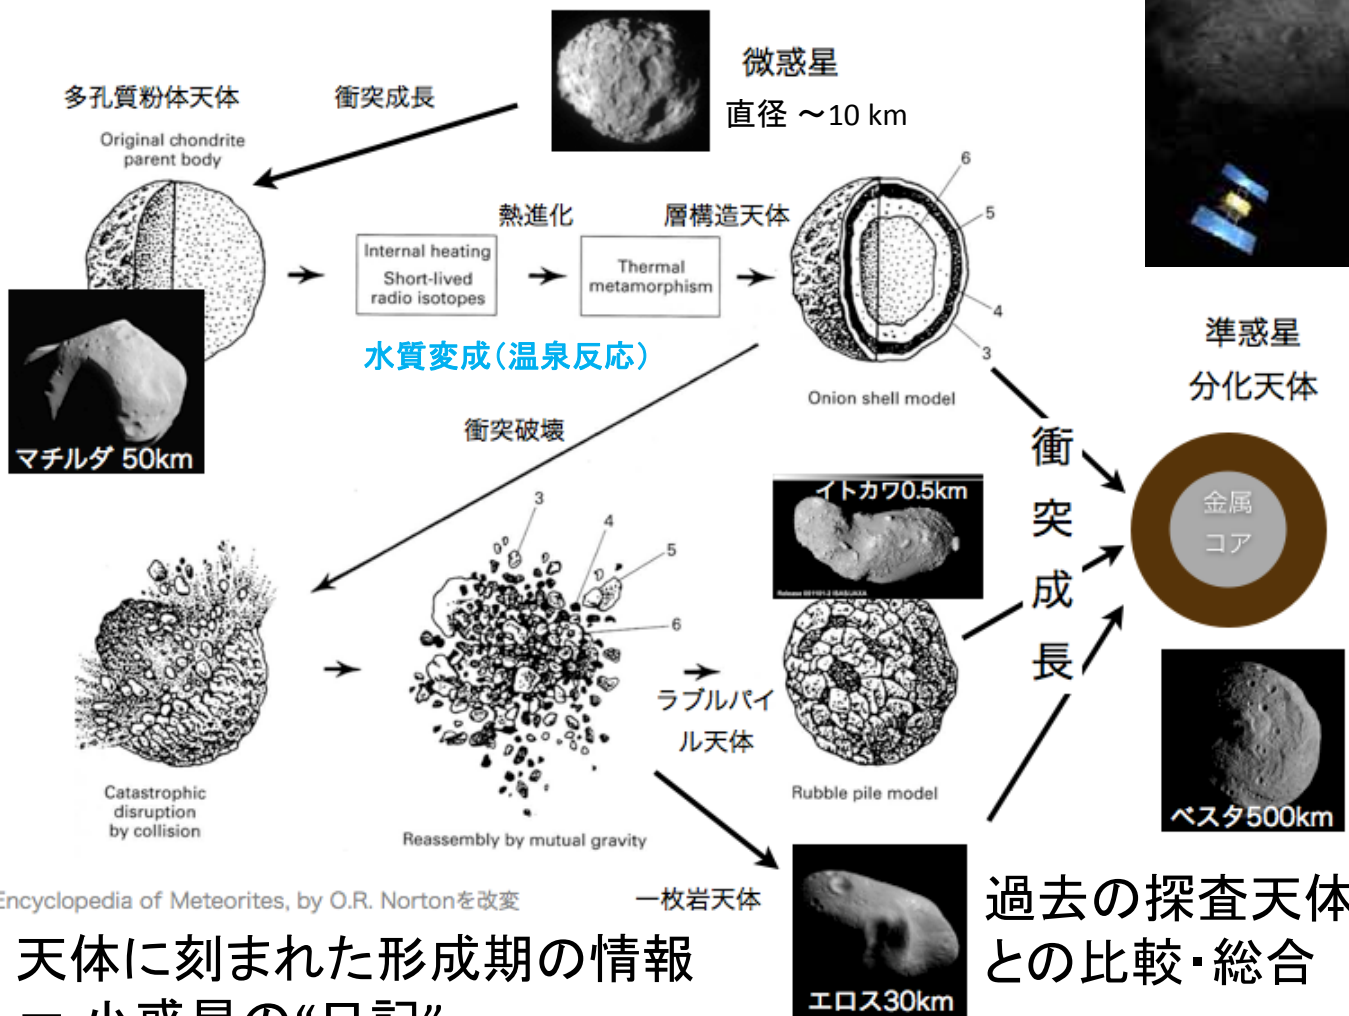 微惑星
直径 ～10 km
多孔質粉体天体
衝突成長
Original chondrite
parent body
熱進化
層構造天体
Internal heating
Short-lived
radio isotopes
Thermal
metamorphism
6
5
4
3
水質変成(温泉反応)
Onion shell model
マチルダ 50km
衝突破壊
準惑星
分化天体
衝
突
成
長
金属
コア
イトカワ0.5km
3
4
5
6
ラブルパイ
ル天体
Catastrophic
disruption
by collision
Reassembly by mutual gravity
Rubble pile model
ベスタ500km
Encyclopedia of Meteorites, by O.R. Nortonを改変
一枚岩天体
エロス30km
過去の探査天体
との比較・総合
天体に刻まれた形成期の情報